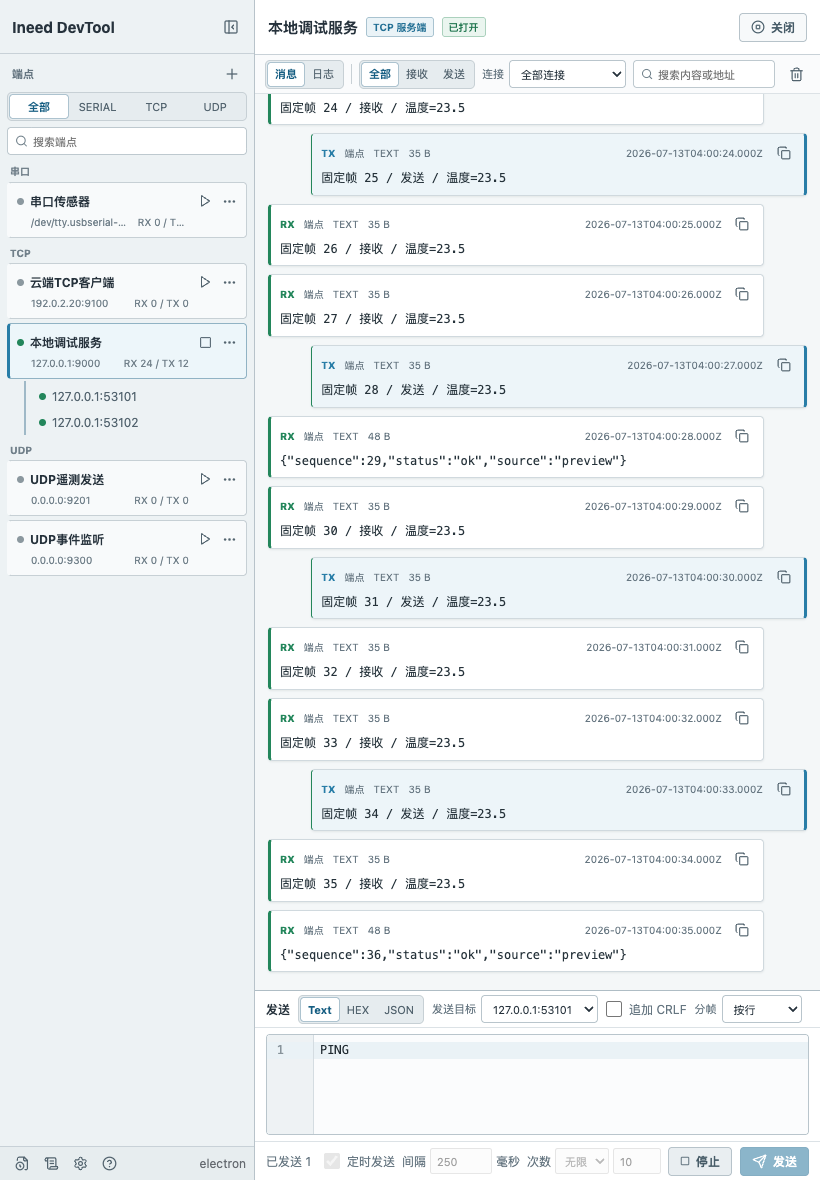 Ineed DevTool
端点
全部 SERIAL TCP UDP
搜索端点
串口
串口传感器
/dev/tty.usbserial-... RX 0 / T...
TCP
云端TCP客户端
192.0.2.20:9100 RX 0 / TX 0
本地调试服务
127.0.0.1:9000 RX 24 / TX 12
127.0.0.1:53101
127.0.0.1:53102
UDP
UDP遥测发送
0.0.0.0:9201 RX 0 / TX 0
UDP事件监听
0.0.0.0:9300 RX 0 / TX 0
electron
本地调试服务 TCP 服务端 已打开 关闭
消息 日志 全部 接收 发送 连接 全部连接 搜索内容或地址
固定帧 24 / 接收 / 温度=23.5
TX 端点 TEXT 35 B 2026-07-13T04:00:24.000Z
固定帧 25 / 发送 / 温度=23.5
RX 端点 TEXT 35 B 2026-07-13T04:00:25.000Z
固定帧 26 / 接收 / 温度=23.5
RX 端点 TEXT 35 B 2026-07-13T04:00:26.000Z
固定帧 27 / 接收 / 温度=23.5
TX 端点 TEXT 35 B 2026-07-13T04:00:27.000Z
固定帧 28 / 发送 / 温度=23.5
RX 端点 TEXT 48 B 2026-07-13T04:00:28.000Z
{"sequence":29,"status":"ok","source":"preview"}
RX 端点 TEXT 35 B 2026-07-13T04:00:29.000Z
固定帧 30 / 接收 / 温度=23.5
TX 端点 TEXT 35 B 2026-07-13T04:00:30.000Z
固定帧 31 / 发送 / 温度=23.5
RX 端点 TEXT 35 B 2026-07-13T04:00:31.000Z
固定帧 32 / 接收 / 温度=23.5
RX 端点 TEXT 35 B 2026-07-13T04:00:32.000Z
固定帧 33 / 接收 / 温度=23.5
TX 端点 TEXT 35 B 2026-07-13T04:00:33.000Z
固定帧 34 / 发送 / 温度=23.5
RX 端点 TEXT 35 B 2026-07-13T04:00:34.000Z
固定帧 35 / 接收 / 温度=23.5
RX 端点 TEXT 48 B 2026-07-13T04:00:35.000Z
{"sequence":36,"status":"ok","source":"preview"}
发送 Text HEX JSON 发送目标 127.0.0.1:53101 追加 CRLF 分帧 按行
1 PING
已发送 1 定时发送 间隔 250 毫秒 次数 无限 10 停止 发送